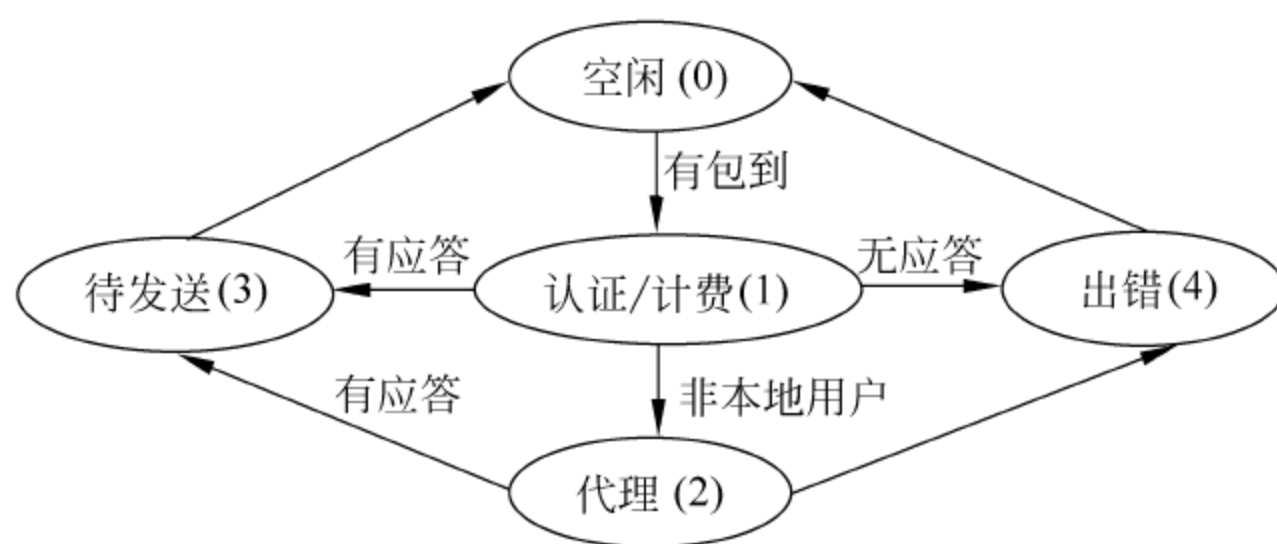 空闲 (0)
有包到
有应答
无应答
待发送(3)
认证/计费(1)
出错(4)
有应答
非本地用户
代理 (2)